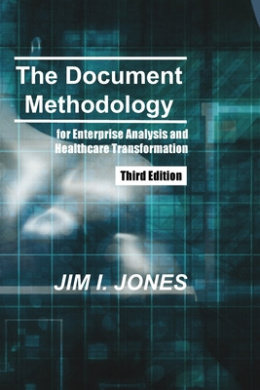 The Document
Methodology
for Enterprise Analysis and
Healthcare Transformation
Third Edition
JIM I. JONES